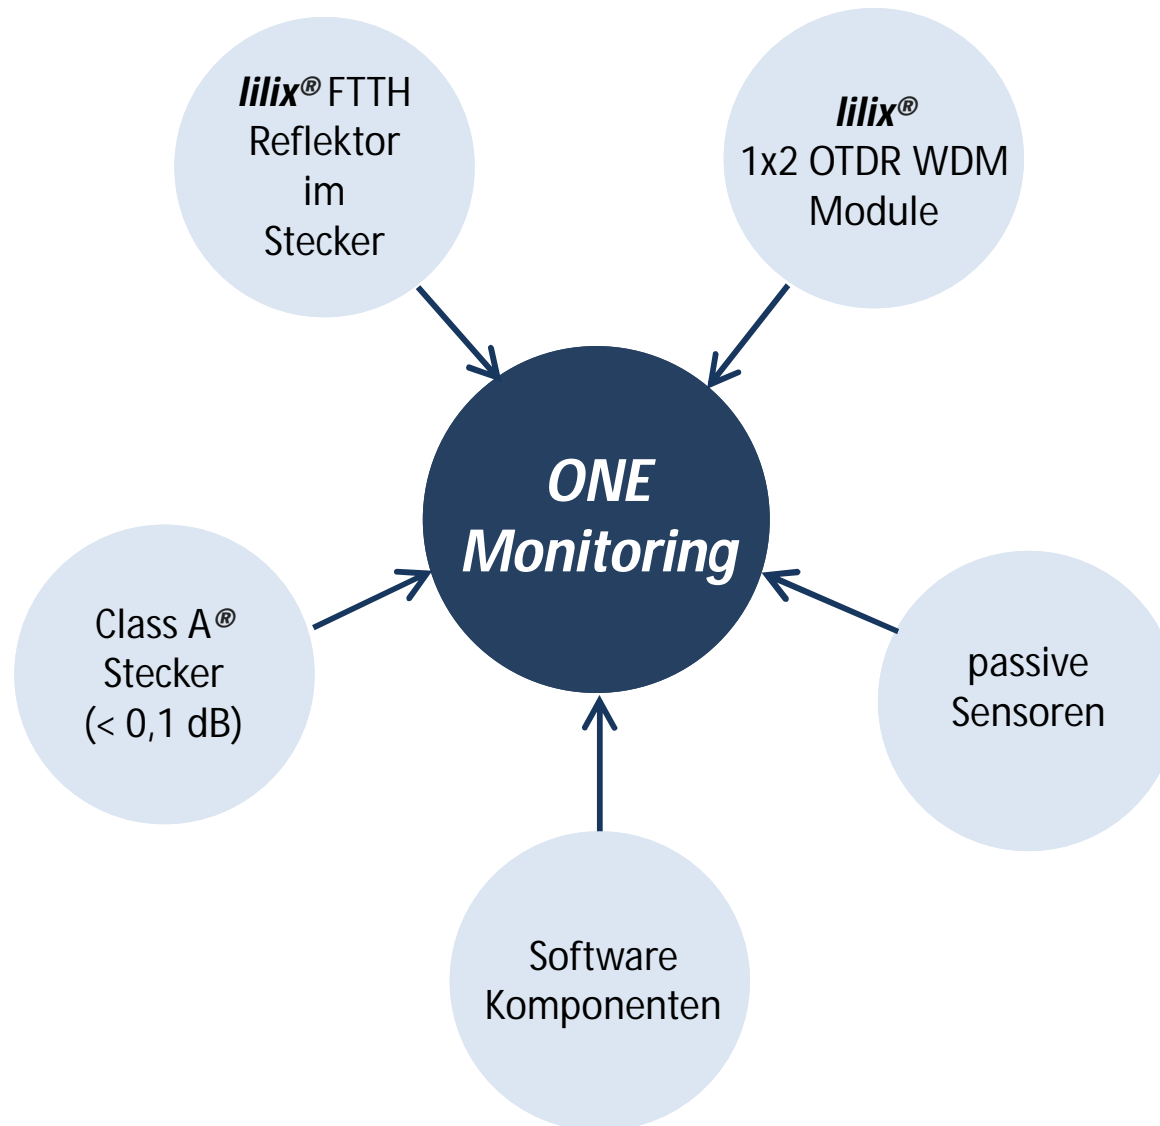 lilix® FTTH
Reflektor
im
Stecker
lilix®
1x2 OTDR WDM
Module
ONE
Monitoring
Class A®
Stecker
(< 0,1 dB)
passive
Sensoren
Software
Komponenten